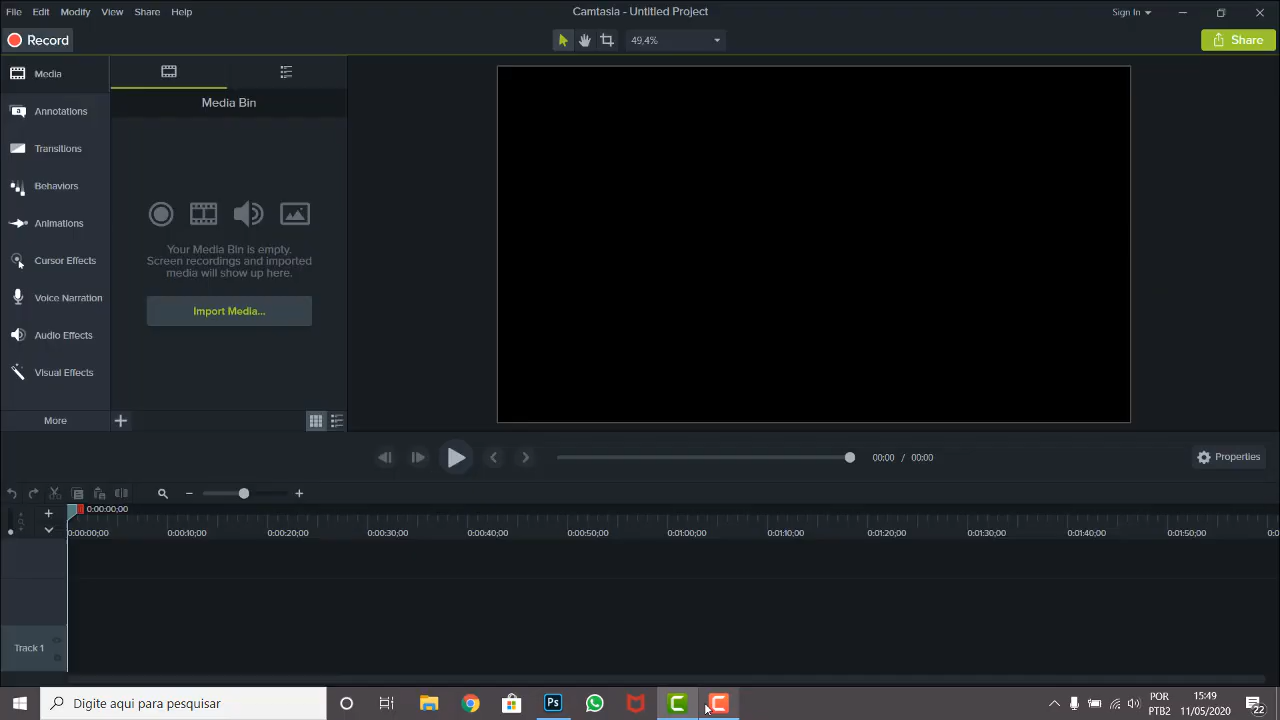 File Edit Modify View Share Help
Camtasia - Untitled Project
Sign In
Record
49,4%
Share
Media
Annotations
Transitions
Behaviors
Animations
Cursor Effects
Voice Narration
Audio Effects
Visual Effects
More
Media Bin
Your Media Bin is empty.
Screen recordings and imported
media will show up here.
Import Media...
00:00 / 00:00
Properties
0:00:00;00
0:00:00;00 0:00:10;00 0:00:20;00 0:00:30;00 0:00:40;00 0:00:50;00 0:01:00;00 0:01:10;00 0:01:20;00 0:01:30;00 0:01:40;00 0:01:50;00
Track 1
Digite aqui para pesquisar
Ps
POR
PTB2
15:49
11/05/2020
22